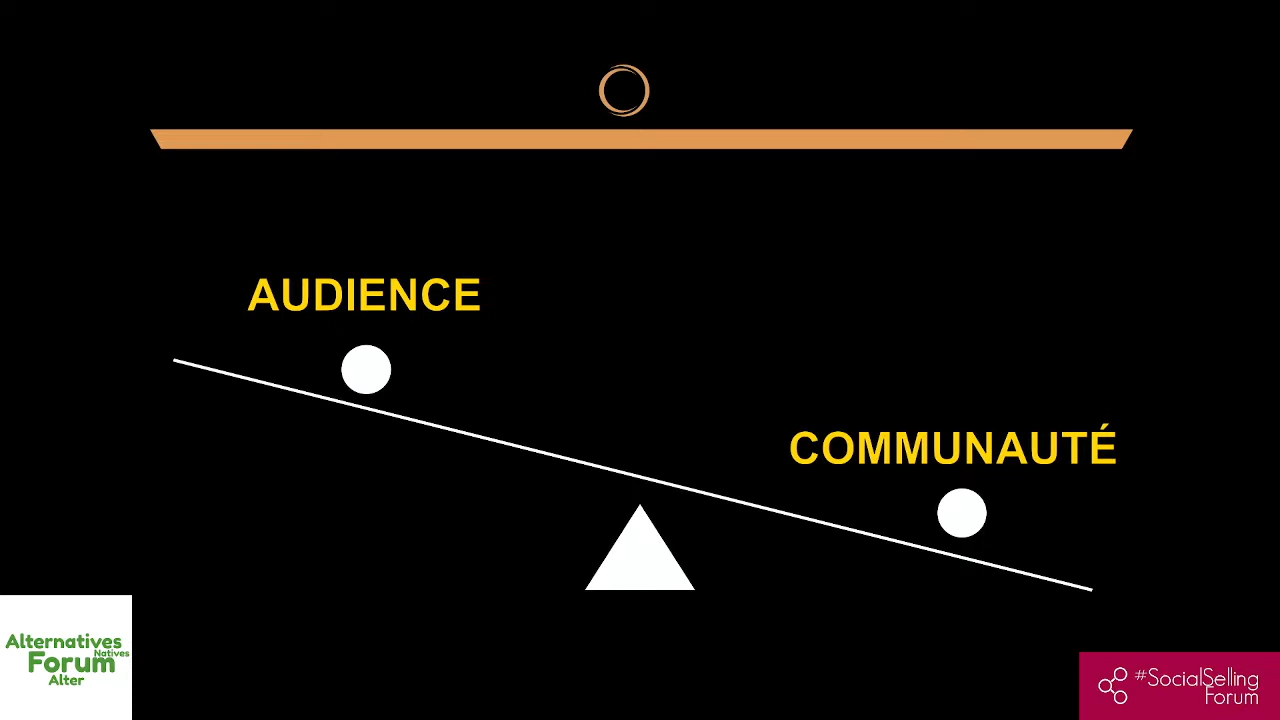 AUDIENCE
COMMUNAUTÉ
Alternatives
Natives
Forum
Alter
#SocialSelling
Forum